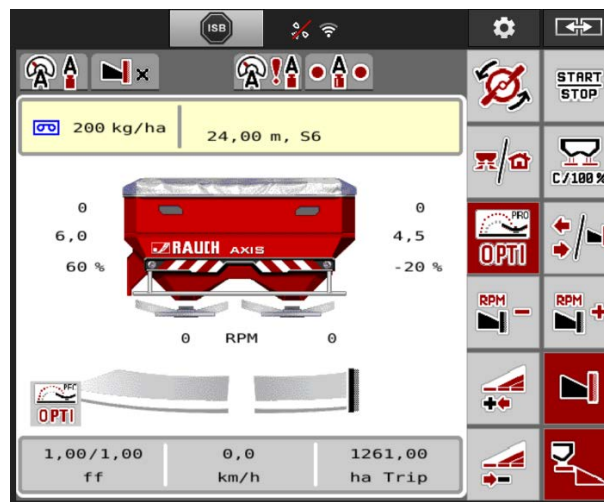 ISB
A A x A ! A A
START
STOP
200 kg/ha
24,00 m, S6
C/100 %
0 0
6,0 RAUCH AXIS 4,5
60 % -20 %
PRO
OPTI
RPM - RPM +
0 RPM 0
OPTI
1,00/1,00 0,0 1261,00
ff km/h ha Trip